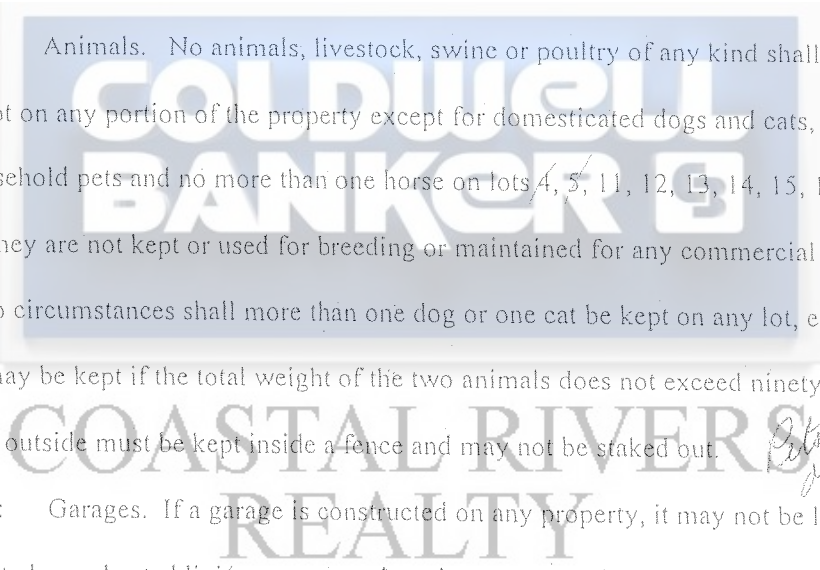 Animals. No animals, livestock, swine or poultry of any kind shall
ot on any portion of the property except for domesticated dogs and cats,
sehold pets and no more than one horse on lots 4, 5, 11, 12, 13, 14, 15, 1
hey are not kept or used for breeding or maintained for any commercial
o circumstances shall more than one dog or one cat be kept on any lot, e
ay be kept if the total weight of the two animals does not exceed ninety
outside must be kept inside a fence and may not be staked out.
: Garages. If a garage is constructed on any property, it may not be l
COLDWELL
BANKER
COASTAL RIVERS
REALTY